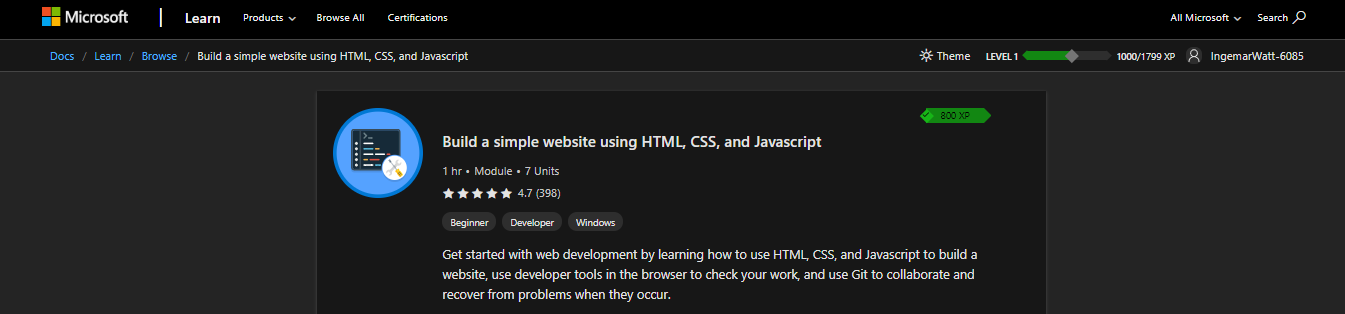 Microsoft Learn Products Browse All Certifications All Microsoft Search
Docs / Learn / Browse / Build a simple website using HTML, CSS, and Javascript Theme LEVEL 1 1000/1799 XP IngemarWatt-6085
800 XP
Build a simple website using HTML, CSS, and Javascript
1 hr • Module • 7 Units
4.7 (398)
Beginner Developer Windows
Get started with web development by learning how to use HTML, CSS, and Javascript to build a
website, use developer tools in the browser to check your work, and use Git to collaborate and
recover from problems when they occur.